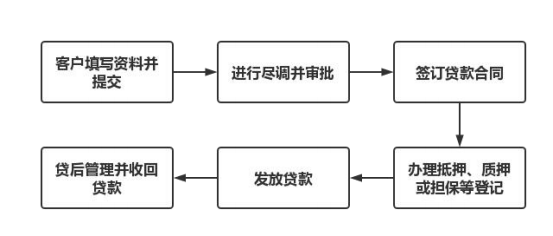 客户填写资料并
提交
进行尽调并审批
签订贷款合同
办理抵押、质押
或担保等登记
发放贷款
贷后管理并收回
贷款